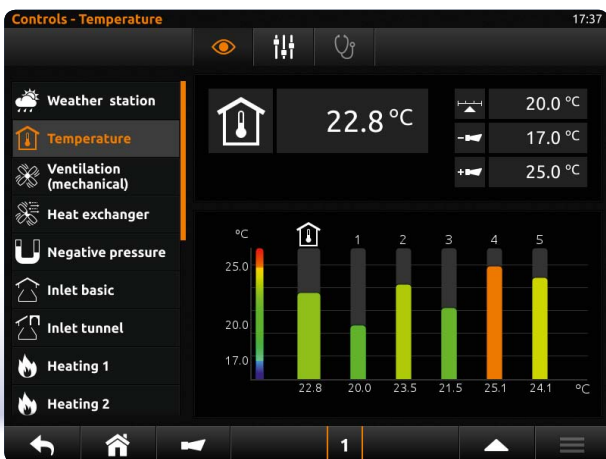 Controls - Temperature 17:37
Weather station
Temperature
Ventilation
(mechanical)
Heat exchanger
Negative pressure
Inlet basic
Inlet tunnel
Heating 1
Heating 2
22.8 °C
20.0 °C
17.0 °C
25.0 °C
°C 1 2 3 4 5
25.0
20.0
17.0
22.8 20.0 23.5 21.5 25.1 24.1 °C
1